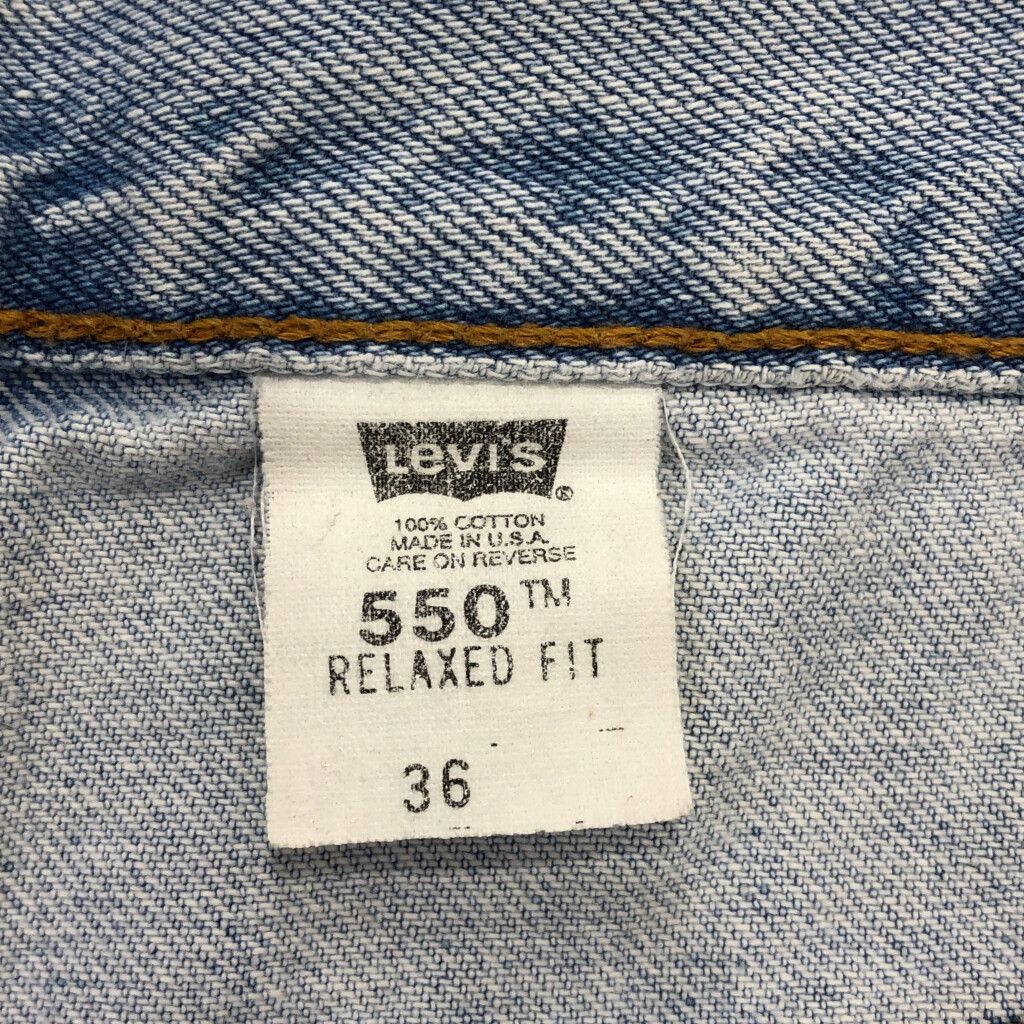 Levi's®
100% COTTON
MADE IN U.S.A.
CARE ON REVERSE
550™
RELAXED FIT
36